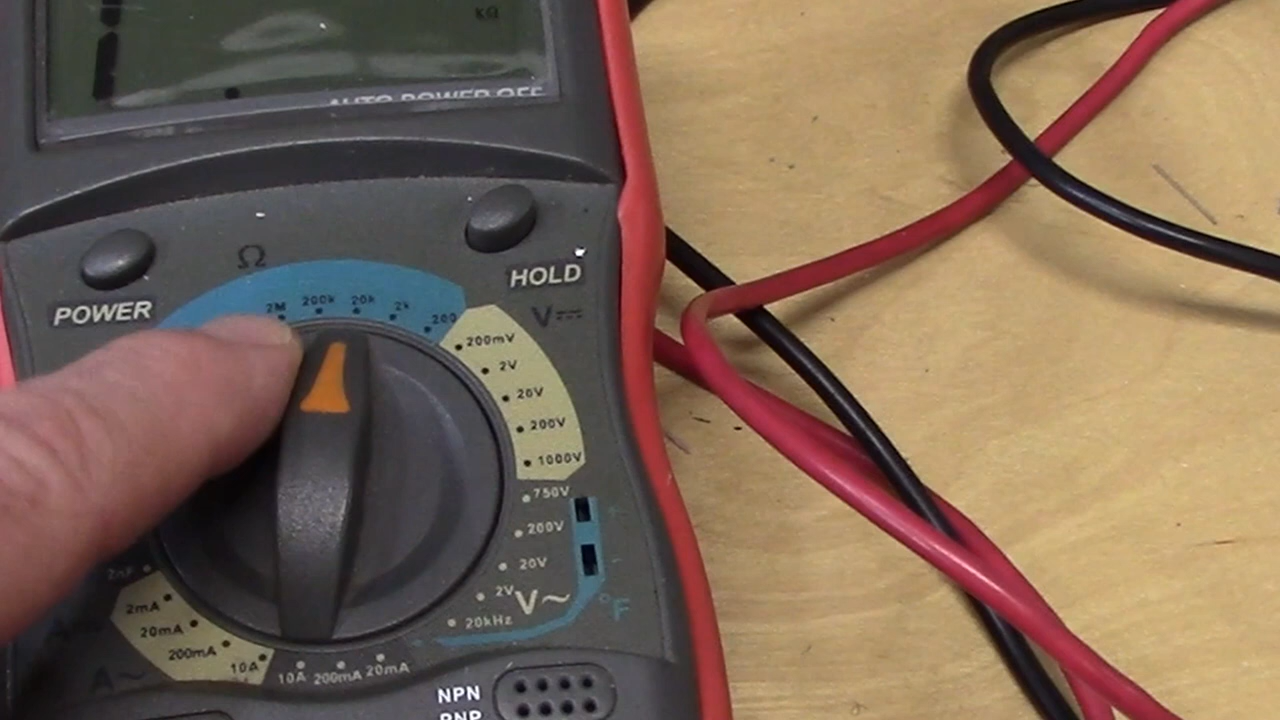 kΩ
AUTO POWER OFF
Ω
HOLD
POWER
2M 200k 20k 2k 200
V⎓
200mV
2V
20V
200V
1000V
750V
200V
20V
2V
V~
20kHz
°F
2nF
2mA
20mA
200mA
10A
A~
10A 200mA 20mA
NPN
PNP